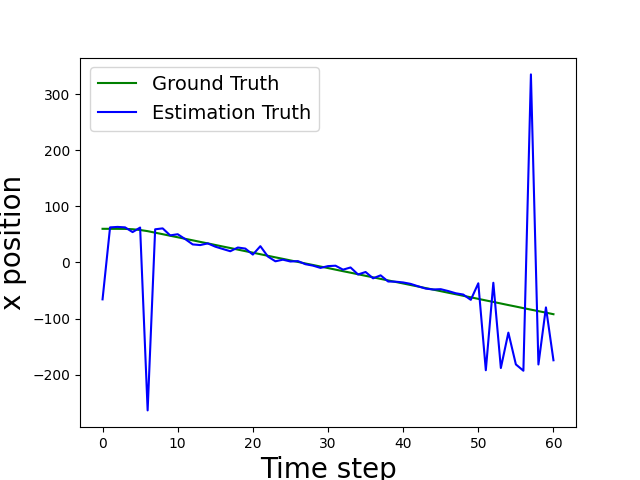 Ground Truth
Estimation Truth
300
200
100
0
−100
−200
x position
0 10 20 30 40 50 60
Time step